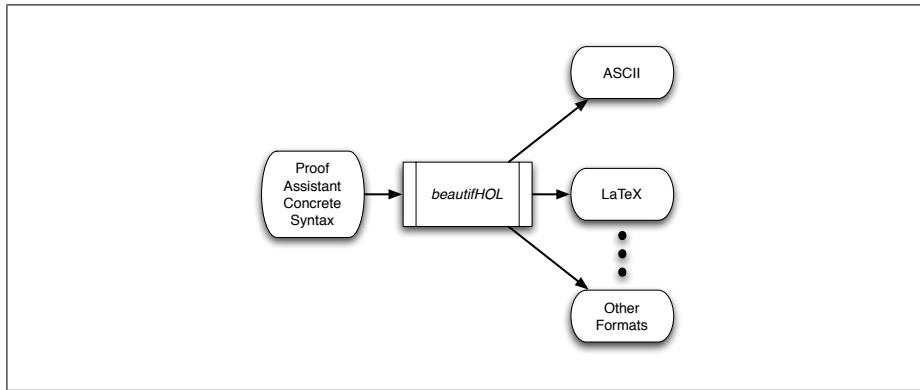 Proof
Assistant
Concrete
Syntax
beautifHOL
ASCII
LaTeX
Other
Formats